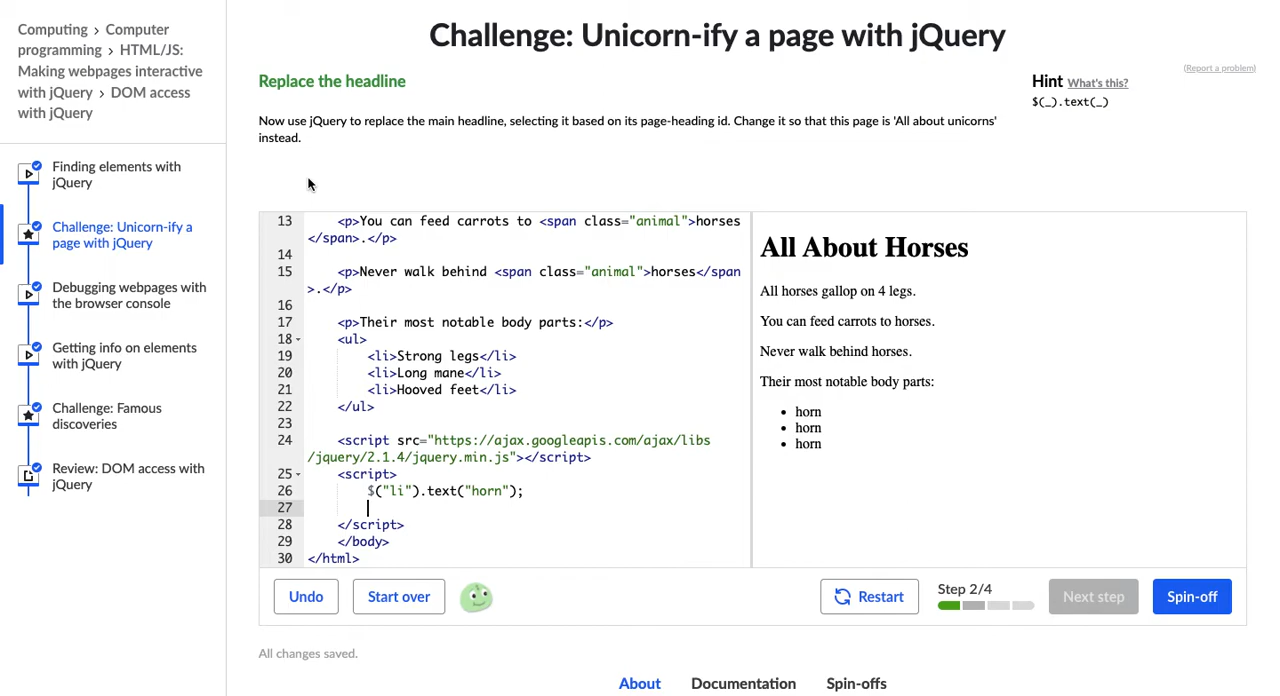 Computing › Computer
programming › HTML/JS:
Making webpages interactive
with jQuery › DOM access
with jQuery
Finding elements with
jQuery
Challenge: Unicorn-ify a
page with jQuery
Debugging webpages with
the browser console
Getting info on elements
with jQuery
Challenge: Famous
discoveries
Review: DOM access with
jQuery
Challenge: Unicorn-ify a page with jQuery
(Report a problem)
Replace the headline
Now use jQuery to replace the main headline, selecting it based on its page-heading id. Change it so that this page is 'All about unicorns'
instead.
Hint What's this?
$(_).text(_)
13 <p>You can feed carrots to <span class="animal">horses
</span>.</p>
14
15 <p>Never walk behind <span class="animal">horses</span
>.</p>
16
17 <p>Their most notable body parts:</p>
18 <ul>
19 <li>Strong legs</li>
20 <li>Long mane</li>
21 <li>Hooved feet</li>
22 </ul>
23
24 <script src="https://ajax.googleapis.com/ajax/libs
/jquery/2.1.4/jquery.min.js"></script>
25 <script>
26 $("li").text("horn");
27
28 </script>
29 </body>
30 </html>
All About Horses
All horses gallop on 4 legs.
You can feed carrots to horses.
Never walk behind horses.
Their most notable body parts:
• horn
• horn
• horn
Undo
Start over
Restart
Step 2/4
Next step
Spin-off
All changes saved.
About
Documentation
Spin-offs